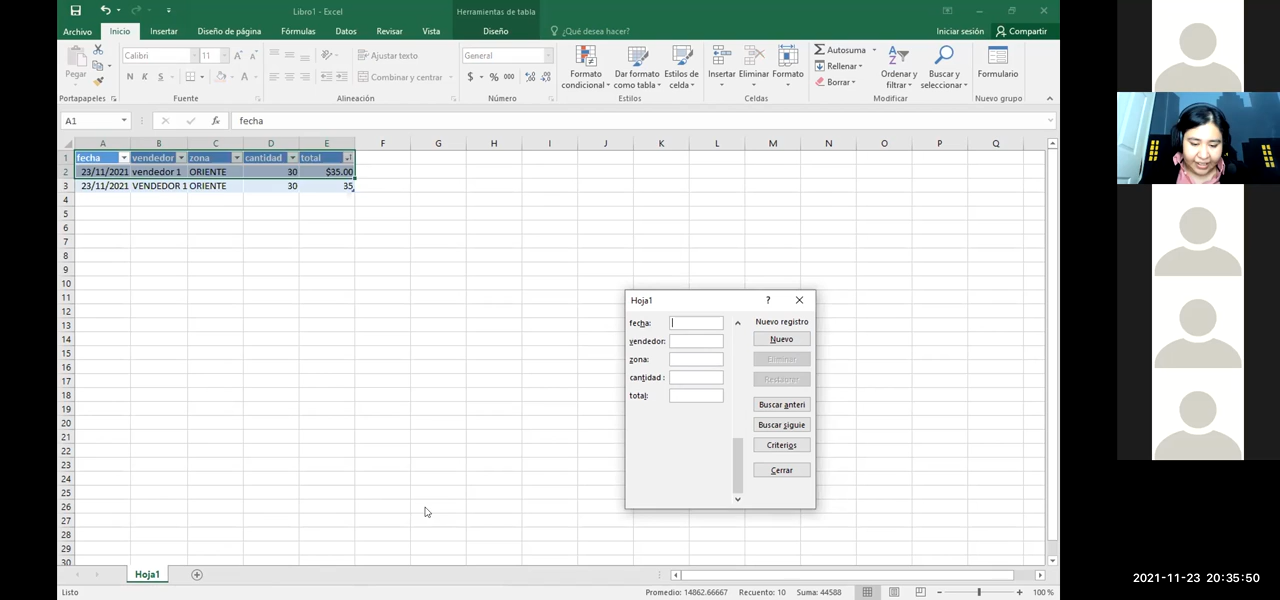 Libro1 - Excel
Herramientas de tabla
Archivo
Inicio
Insertar
Diseño de página
Fórmulas
Datos
Revisar
Vista
Diseño
¿Qué desea hacer?
Iniciar sesión
Compartir
Pegar
Calibri
11
N K S
Ajustar texto
Combinar y centrar
General
$ % 000
Formato condicional
Dar formato como tabla
Estilos de celda
Insertar
Eliminar
Formato
Autosuma
Rellenar
Borrar
Ordenar y filtrar
Buscar y seleccionar
Formulario
Portapapeles
Fuente
Alineación
Número
Estilos
Celdas
Modificar
Nuevo grupo
A1
fx
fecha
A B C D E F G H I J K L M N O P Q
1 fecha vendedor zona cantidad total
2 23/11/2021 vendedor 1 ORIENTE 30 $35.00
3 23/11/2021 VENDEDOR 1 ORIENTE 30 35
4
5
6
7
8
9
10
11
12
13
14
15
16
17
18
19
20
21
22
23
24
25
26
27
28
29
30
Hoja1
?
fecha:
vendedor:
zona:
cantidad :
total:
Nuevo registro
Nuevo
Eliminar
Restaurar
Buscar anteri
Buscar siguie
Criterios
Cerrar
Hoja1
Listo
Promedio: 14862.66667
Recuento: 10
Suma: 44588
100 %
2021-11-23 20:35:50